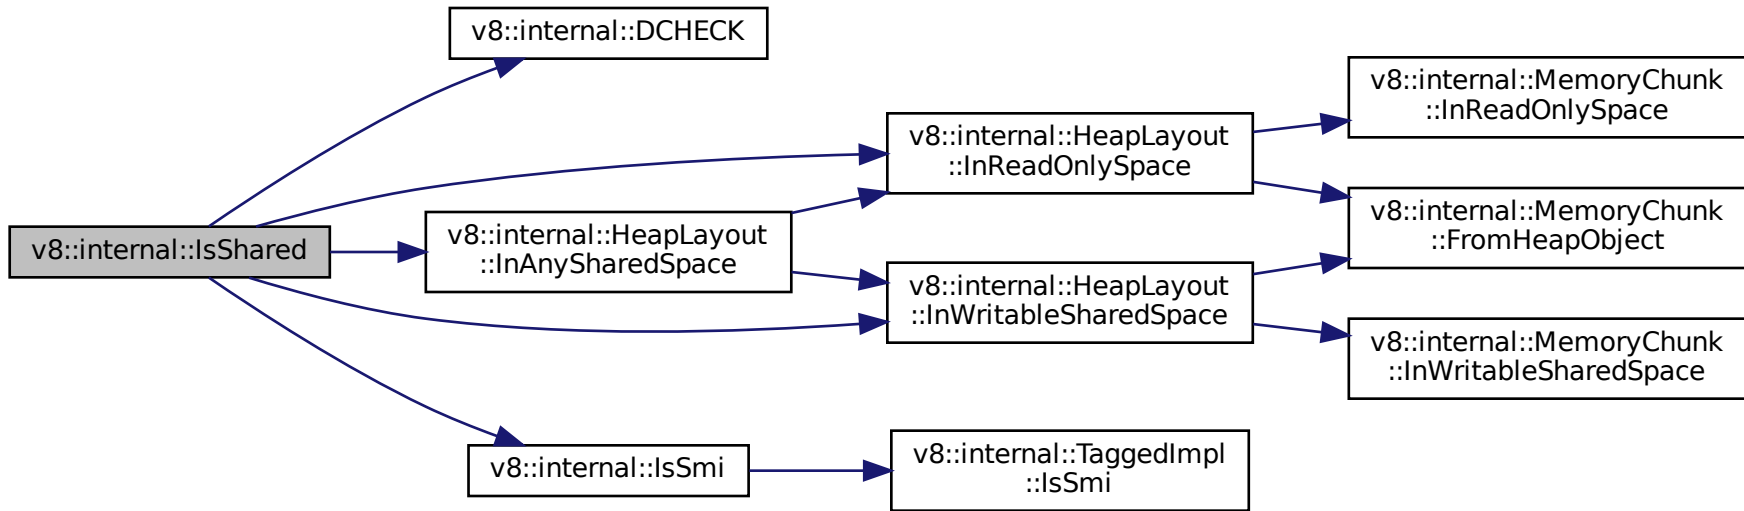 v8::internal::IsShared
v8::internal::DCHECK
v8::internal::HeapLayout
::InReadOnlySpace
v8::internal::HeapLayout
::InAnySharedSpace
v8::internal::HeapLayout
::InWritableSharedSpace
v8::internal::IsSmi
v8::internal::TaggedImpl
::IsSmi
v8::internal::MemoryChunk
::InReadOnlySpace
v8::internal::MemoryChunk
::FromHeapObject
v8::internal::MemoryChunk
::InWritableSharedSpace